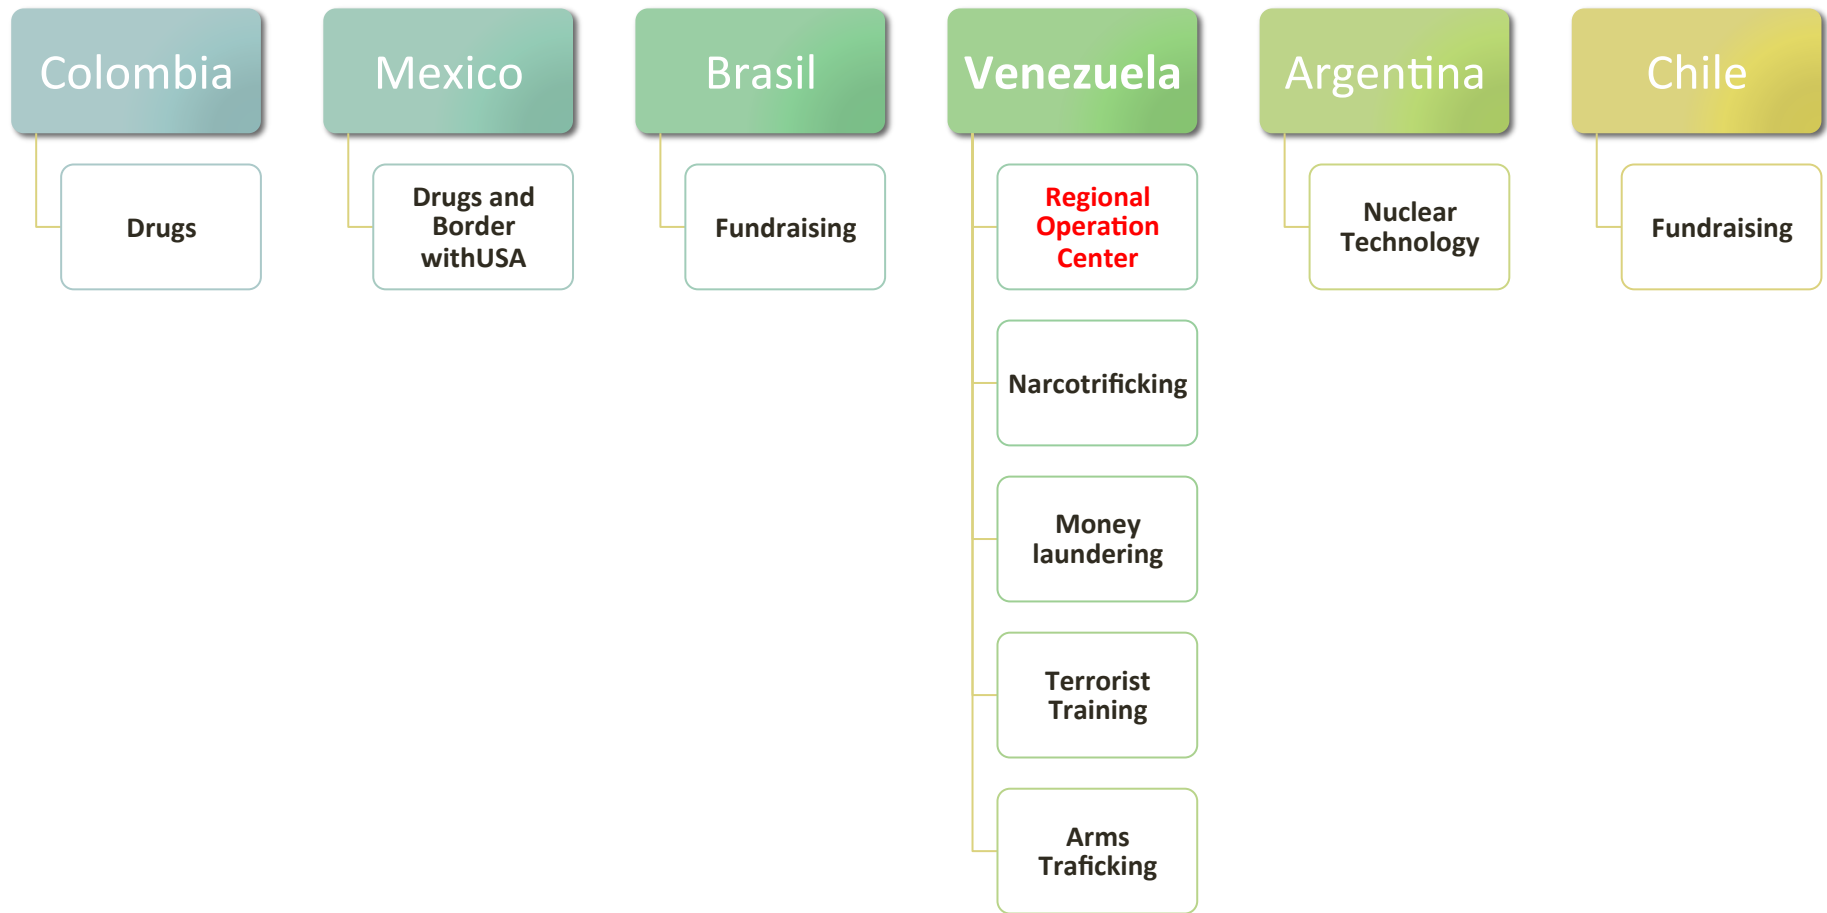 Colombia
Drugs
Mexico
Drugs and
Border
withUSA
Brasil
Fundraising
Venezuela
Regional
Operation
Center
Narcotrificking
Money
laundering
Terrorist
Training
Arms
Traficking
Argentina
Nuclear
Technology
Chile
Fundraising